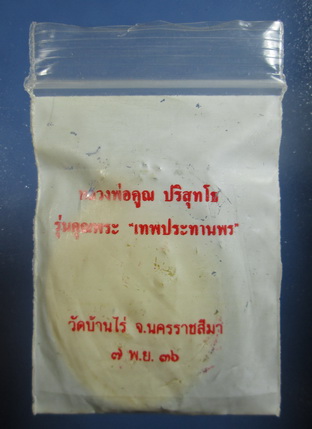 หลวงพ่อคูณ ปริสุทโธ
รุ่นคูณพระ "เทพประทานพร"
วัดบ้านไร่ จ.นครราชสีมา
๗ พ.ย. ๓๖